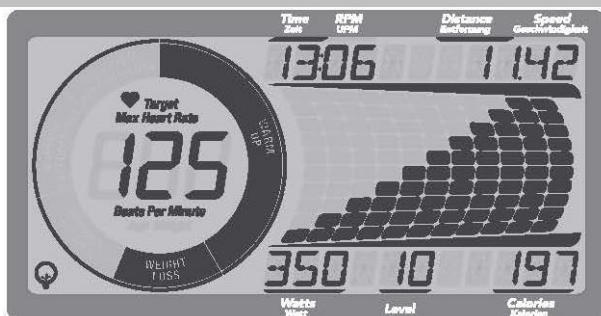 Time RPM Distance Speed
Zeit UPM Entfernung Geschwindigkeit
13:06 11.42
Target
Max Heart Rate
125
Beats Per Minute
WARM
UP
WEIGHT
LOSS
350 10 197
Watts Level Calories
Watt Kalorien